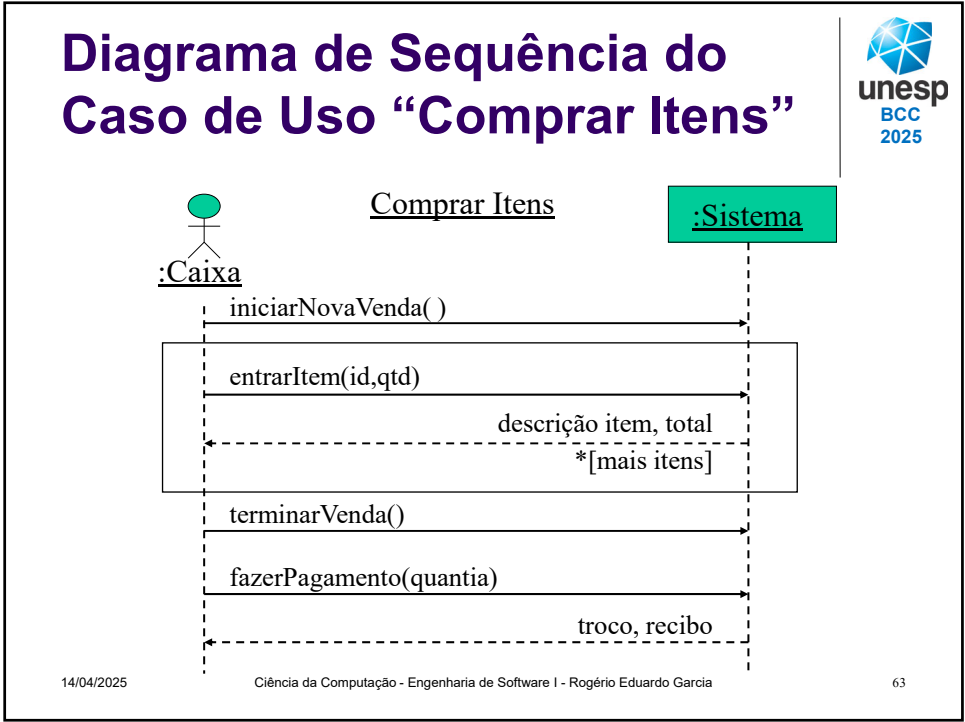 Diagrama de Sequência do
Caso de Uso “Comprar Itens”
unesp
BCC
2025
Comprar Itens
:Sistema
:Caixa
iniciarNovaVenda( )
entrarItem(id,qtd)
descrição item, total
*[mais itens]
terminarVenda()
fazerPagamento(quantia)
troco, recibo
14/04/2025
Ciência da Computação - Engenharia de Software I - Rogério Eduardo Garcia
63